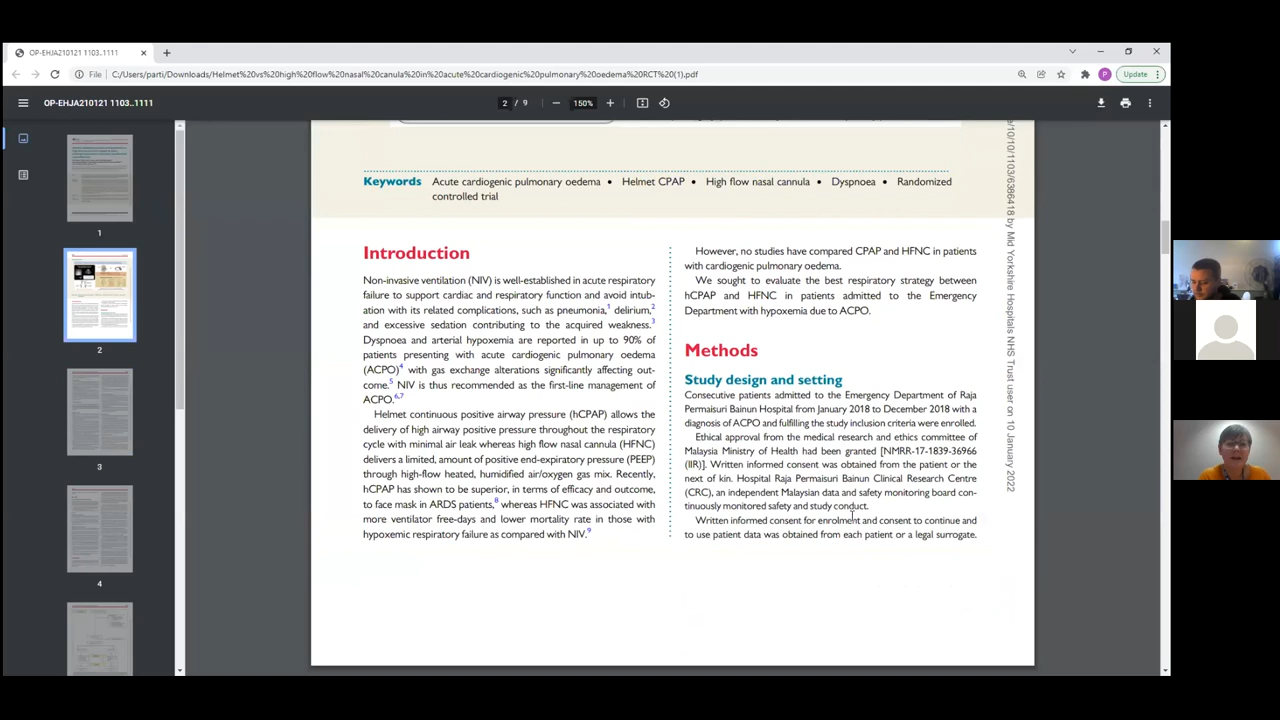 OP-EHJA210121 1103..1111
File
C:/Users/parti/Downloads/Helmet%20vs%20high%20flow%20nasal%20canula%20in%20acute%20cardiogenic%20pulmonary%20oedema%20RCT%20(1).pdf
P
Update
OP-EHJA210121 1103..1111
2 / 9
150%
1
2
3
4
Keywords
Acute cardiogenic pulmonary oedema • Helmet CPAP • High flow nasal cannula • Dyspnoea • Randomized
controlled trial
Introduction
Non-invasive ventilation (NIV) is well-established in acute respiratory
failure to support cardiac and respiratory function and avoid intub-
ation with its related complications, such as pneumonia,1 delirium,2
and excessive sedation contributing to the acquired weakness.3
Dyspnoea and arterial hypoxemia are reported in up to 90% of
patients presenting with acute cardiogenic pulmonary oedema
(ACPO)4 with gas exchange alterations significantly affecting out-
come.5 NIV is thus recommended as the first-line management of
ACPO.6,7
Helmet continuous positive airway pressure (hCPAP) allows the
delivery of high airway positive pressure throughout the respiratory
cycle with minimal air leak whereas high flow nasal cannula (HFNC)
delivers a limited, amount of positive end-expiratory pressure (PEEP)
through high-flow heated, humidified air/oxygen gas mix. Recently,
hCPAP has shown to be superior, in terms of efficacy and outcome,
to face mask in ARDS patients,8 whereas HFNC was associated with
more ventilator free-days and lower mortality rate in those with
hypoxemic respiratory failure as compared with NIV.9
However, no studies have compared CPAP and HFNC in patients
with cardiogenic pulmonary oedema.
We sought to evaluate the best respiratory strategy between
hCPAP and HFNC in patients admitted to the Emergency
Department with hypoxemia due to ACPO.
Methods
Study design and setting
Consecutive patients admitted to the Emergency Department of Raja
Permaisuri Bainun Hospital from January 2018 to December 2018 with a
diagnosis of ACPO and fulfilling the study inclusion criteria were enrolled.
Ethical approval from the medical research and ethics committee of
Malaysia Ministry of Health had been granted [NMRR-17-1839-36966
(IIR)]. Written informed consent was obtained from the patient or the
next of kin. Hospital Raja Permaisuri Bainun Clinical Research Centre
(CRC), an independent Malaysian data and safety monitoring board con-
tinuously monitored safety and study conduct.
Written informed consent for enrolment and consent to continue and
to use patient data was obtained from each patient or a legal surrogate.
e/10/10/1103/6386418 by Mid Yorkshire Hospitals NHS Trust user on 10 January 2022